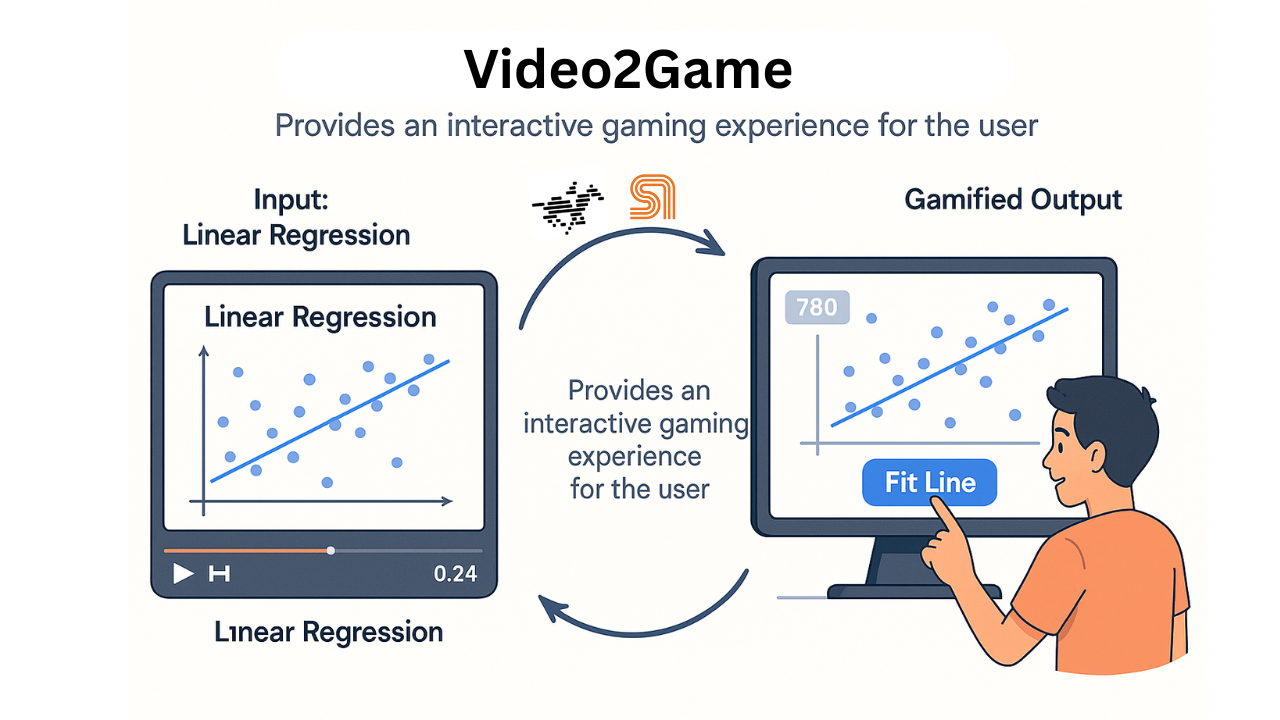 Video2Game
Provides an interactive gaming experience for the user
Input:
Linear Regression
Gamified Output
Linear Regression
780
Provides an
interactive gaming
experience
for the user
Fit Line
0.24
Lınear Regression